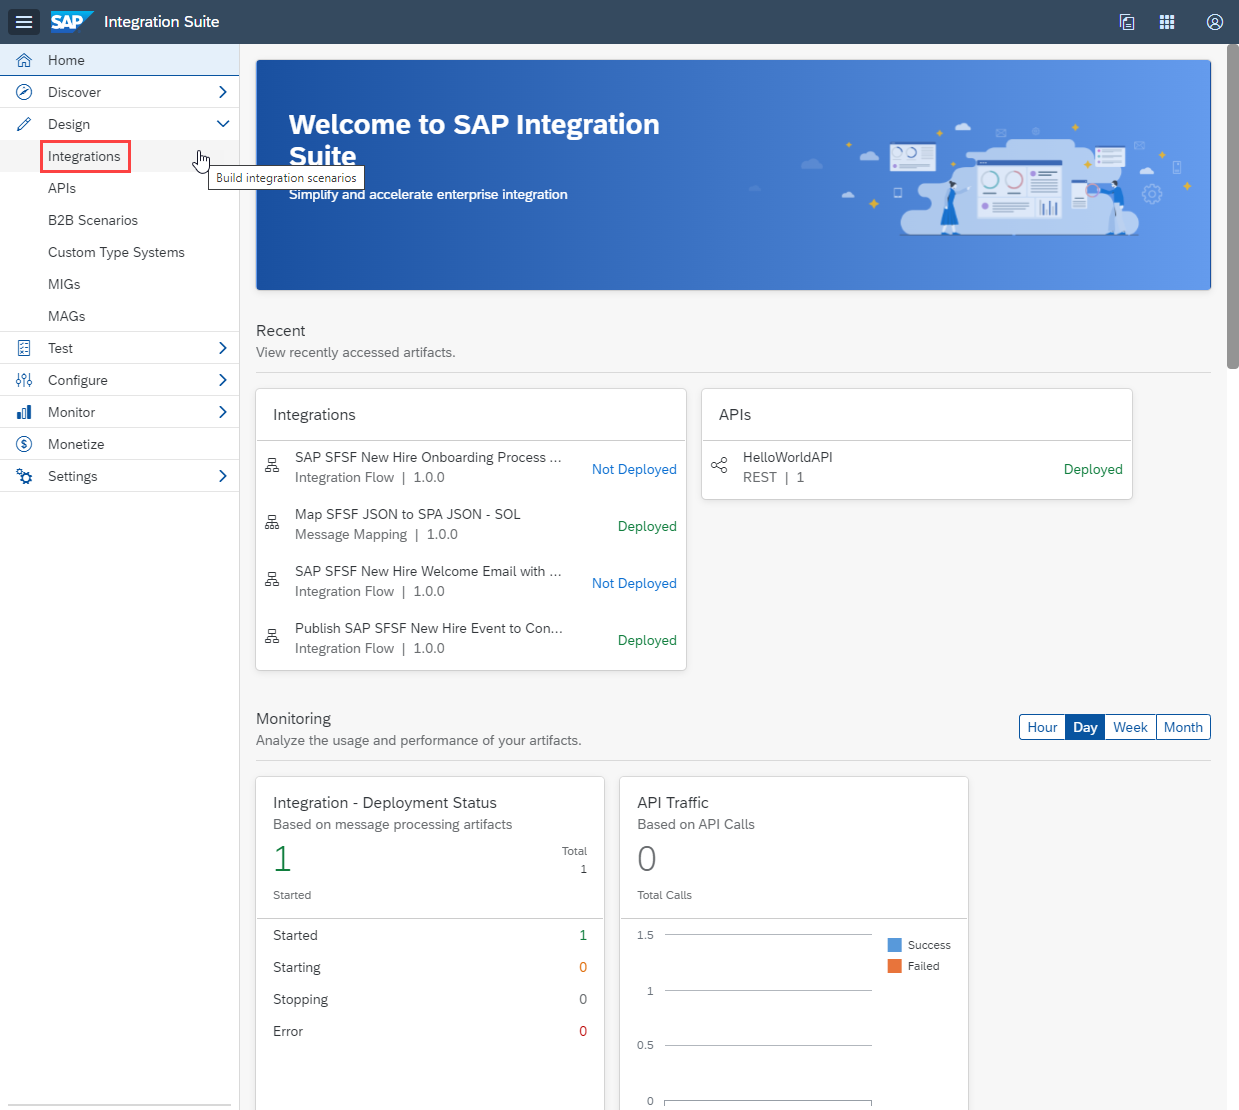 SAP Integration Suite
Home
Discover
Design
Integrations
APIs
B2B Scenarios
Custom Type Systems
MIGs
MAGs
Test
Configure
Monitor
Monetize
Settings
Welcome to SAP Integration
Suite
Build integration scenarios
Simplify and accelerate enterprise integration
Recent
View recently accessed artifacts.
Integrations
SAP SFSF New Hire Onboarding Process ...
Integration Flow | 1.0.0
Not Deployed
Map SFSF JSON to SPA JSON - SOL
Message Mapping | 1.0.0
Deployed
SAP SFSF New Hire Welcome Email with ...
Integration Flow | 1.0.0
Not Deployed
Publish SAP SFSF New Hire Event to Con...
Integration Flow | 1.0.0
Deployed
APIs
HelloWorldAPI
REST | 1
Deployed
Monitoring
Analyze the usage and performance of your artifacts.
Hour Day Week Month
Integration - Deployment Status
Based on message processing artifacts
1
Total
1
Started
Started 1
Starting 0
Stopping 0
Error 0
API Traffic
Based on API Calls
0
Total Calls
1.5
1
0.5
0
Success
Failed